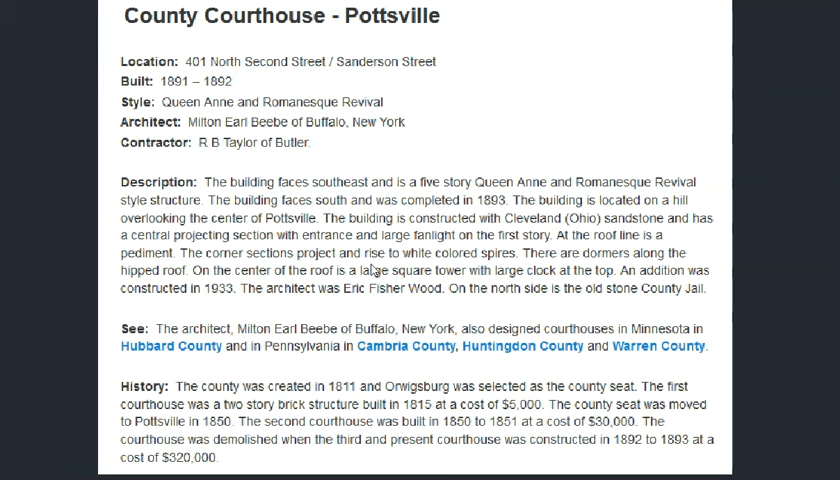 County Courthouse - Pottsville
Location: 401 North Second Street / Sanderson Street
Built: 1891 – 1892
Style: Queen Anne and Romanesque Revival
Architect: Milton Earl Beebe of Buffalo, New York
Contractor: R B Taylor of Butler.
Description: The building faces southeast and is a five story Queen Anne and Romanesque Revival
style structure. The building faces south and was completed in 1893. The building is located on a hill
overlooking the center of Pottsville. The building is constructed with Cleveland (Ohio) sandstone and has
a central projecting section with entrance and large fanlight on the first story. At the roof line is a
pediment. The corner sections project and rise to white colored spires. There are dormers along the
hipped roof. On the center of the roof is a large square tower with large clock at the top. An addition was
constructed in 1933. The architect was Eric Fisher Wood. On the north side is the old stone County Jail.
See: The architect, Milton Earl Beebe of Buffalo, New York, also designed courthouses in Minnesota in
Hubbard County and in Pennsylvania in Cambria County, Huntingdon County and Warren County.
History: The county was created in 1811 and Orwigsburg was selected as the county seat. The first
courthouse was a two story brick structure built in 1815 at a cost of $5,000. The county seat was moved
to Pottsville in 1850. The second courthouse was built in 1850 to 1851 at a cost of $30,000. The
courthouse was demolished when the third and present courthouse was constructed in 1892 to 1893 at a
cost of $320,000.